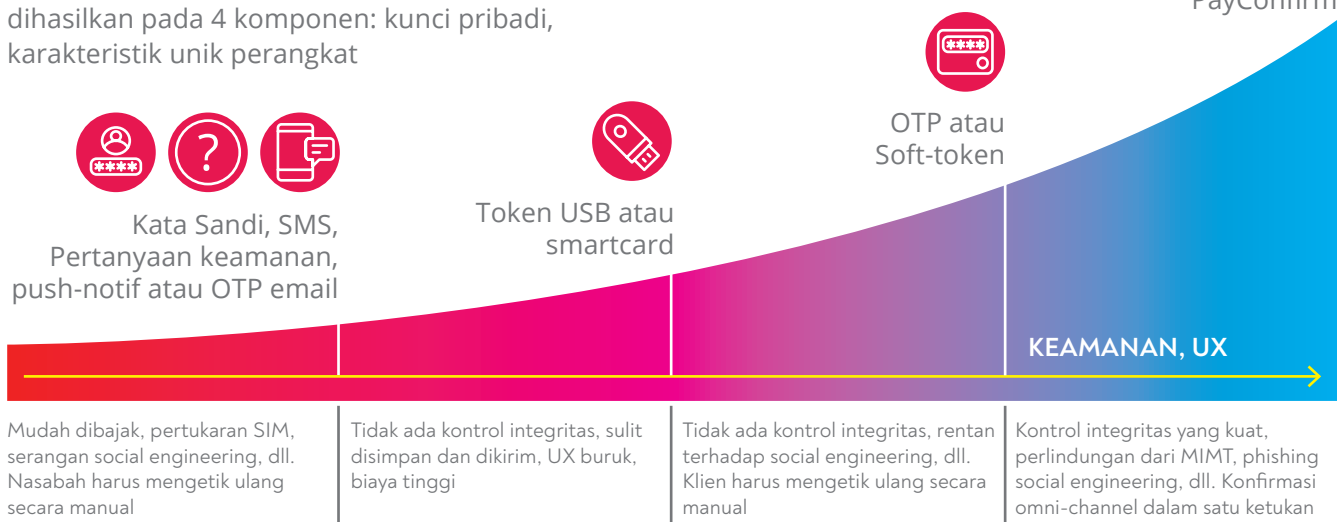 dihasilkan pada 4 komponen: kunci pribadi,
karakteristik unik perangkat
PayConfirm
****
?
****
OTP atau
Soft-token
Kata Sandi, SMS,
Pertanyaan keamanan,
push-notif atau OTP email
Token USB atau
smartcard
KEAMANAN, UX
Mudah dibajak, pertukaran SIM,
serangan social engineering, dll.
Nasabah harus mengetik ulang
secara manual
Tidak ada kontrol integritas, sulit
disimpan dan dikirim, UX buruk,
biaya tinggi
Tidak ada kontrol integritas, rentan
terhadap social engineering, dll.
Klien harus mengetik ulang secara
manual
Kontrol integritas yang kuat,
perlindungan dari MIMT, phishing
social engineering, dll. Konfirmasi
omni-channel dalam satu ketukan